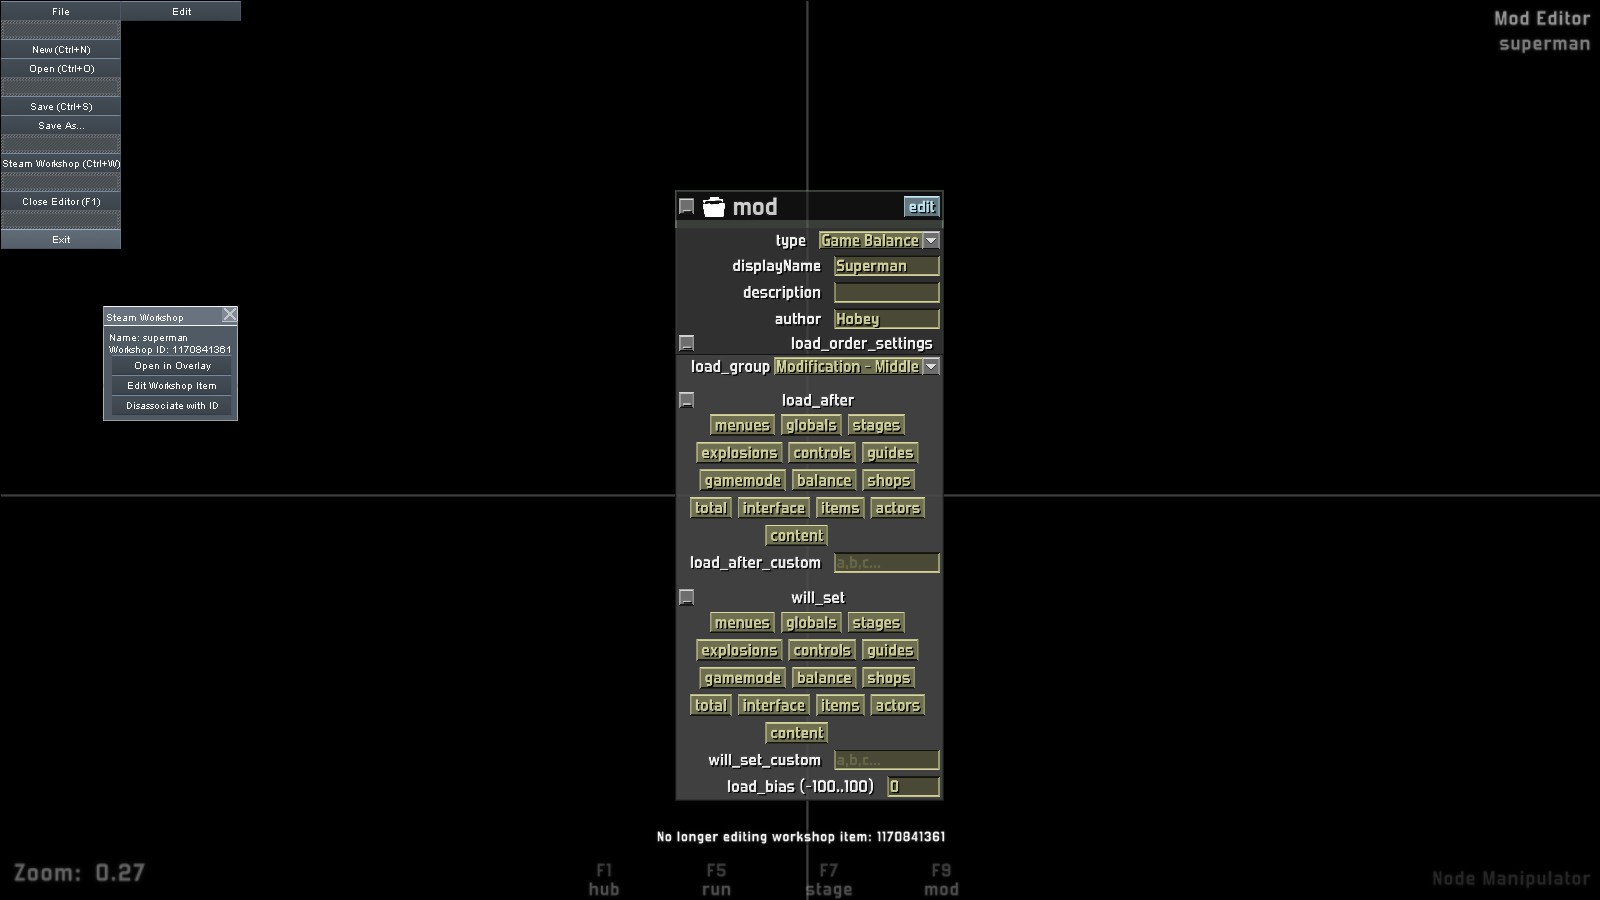 File Edit
New (Ctrl+N)
Open (Ctrl+O)
Save (Ctrl+S)
Save As...
Steam Workshop (Ctrl+W)
Close Editor (F1)
Exit
Mod Editor
superman
Steam Workshop
Name: superman
Workshop ID: 1170841361
Open in Overlay
Edit Workshop Item
Disassociate with ID
mod edit
type Game Balance
displayName Superman
description
author Hobey
load_order_settings
load_group Modification - Middle
load_after
menues globals stages
explosions controls guides
gamemode balance shops
total interface items actors
content
load_after_custom a,b,c...
will_set
menues globals stages
explosions controls guides
gamemode balance shops
total interface items actors
content
will_set_custom a,b,c...
load_bias (-100..100) 0
No longer editing workshop item: 1170841361
Zoom: 0.27
F1 F5 F7 F9
hub run stage mod
Node Manipulator